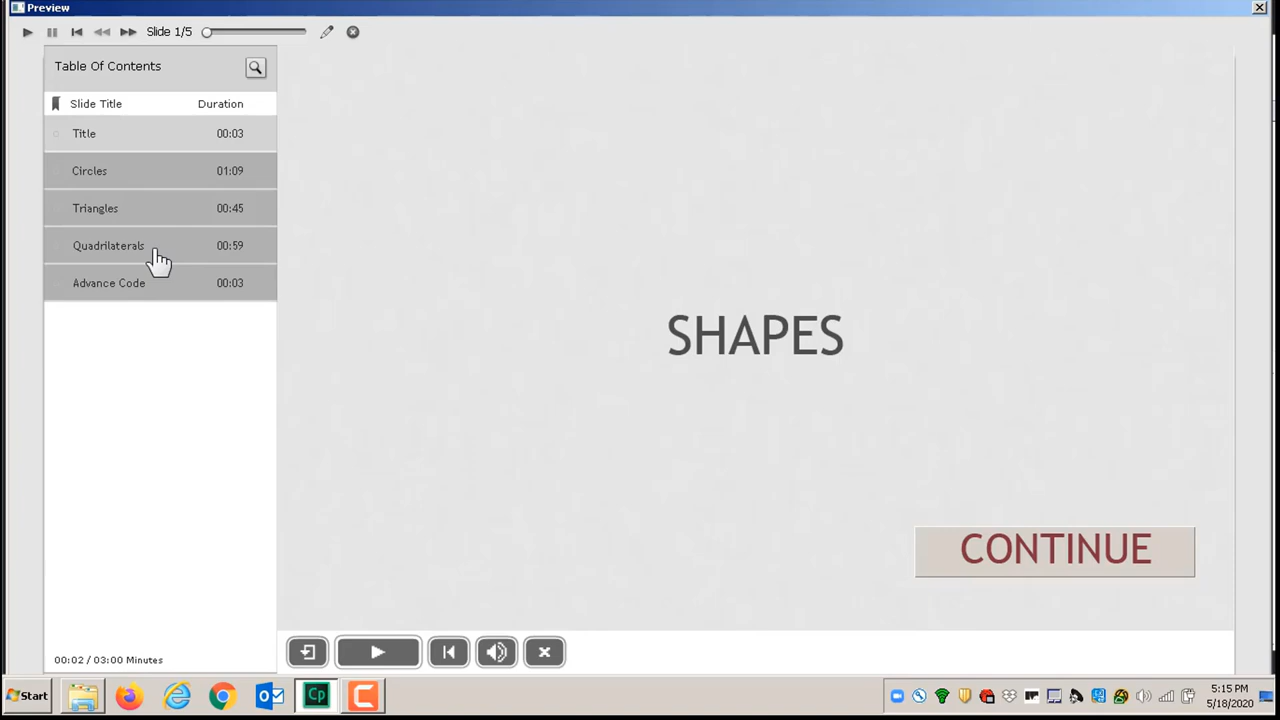 Preview
Slide 1/5
Table Of Contents
Slide Title Duration
Title 00:03
Circles 01:09
Triangles 00:45
Quadrilaterals 00:59
Advance Code 00:03
SHAPES
CONTINUE
00:02 / 03:00 Minutes
Start
Cp
5:15 PM
5/18/2020